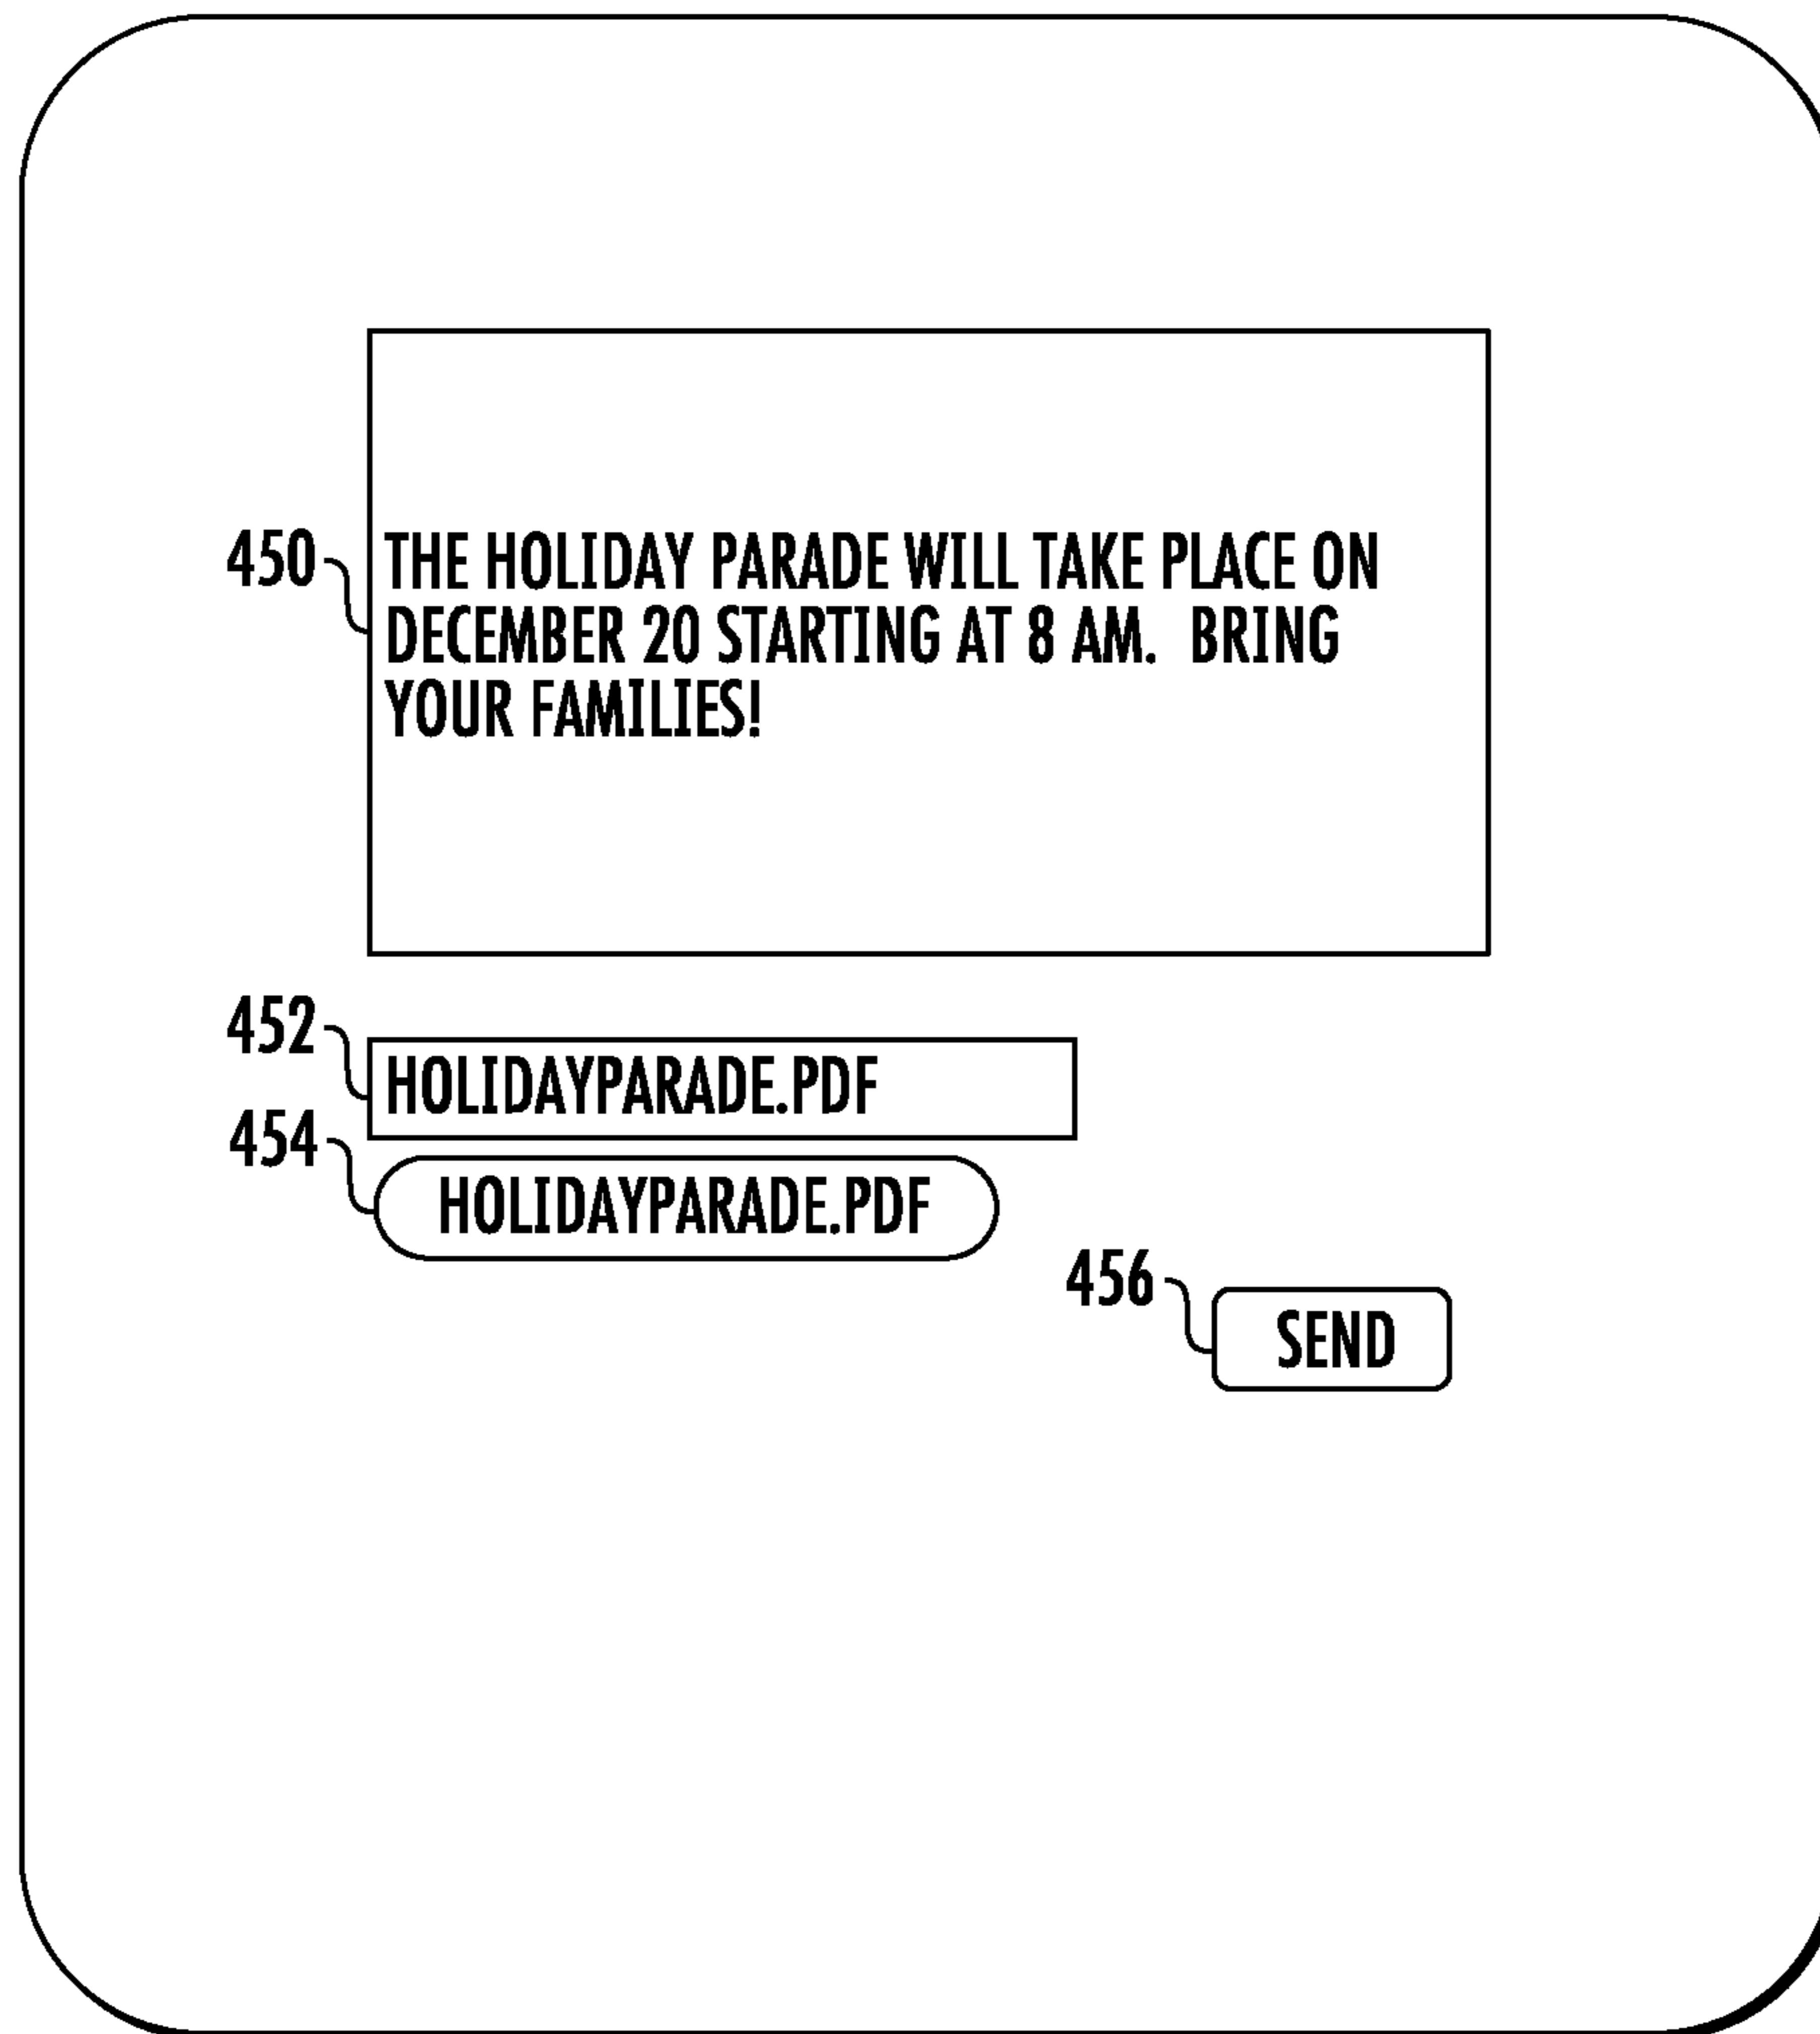 450
THE HOLIDAY PARADE WILL TAKE PLACE ON
DECEMBER 20 STARTING AT 8 AM.  BRING
YOUR FAMILIES!
452
HOLIDAYPARADE.PDF
454
HOLIDAYPARADE.PDF
456
SEND